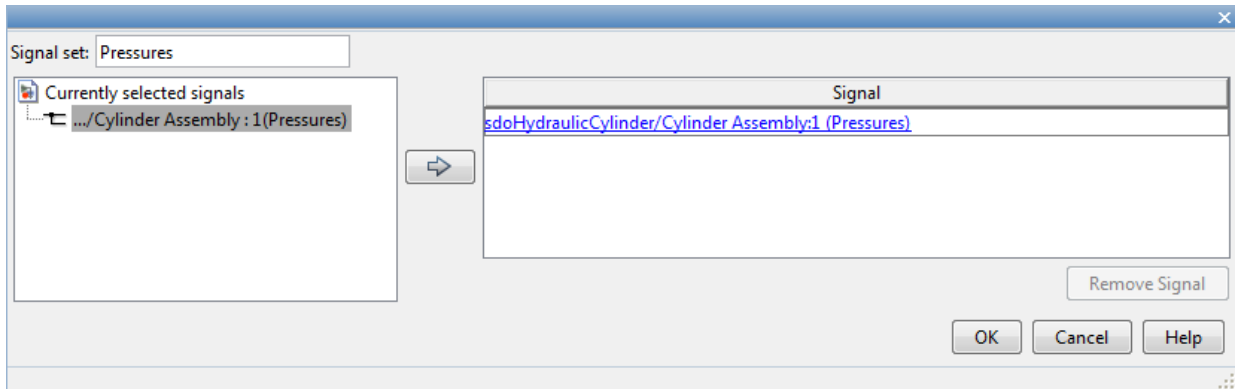 Signal set: Pressures
Currently selected signals
.../Cylinder Assembly : 1(Pressures)
Signal
sdoHydraulicCylinder/Cylinder Assembly:1 (Pressures)
Remove Signal
OK Cancel Help